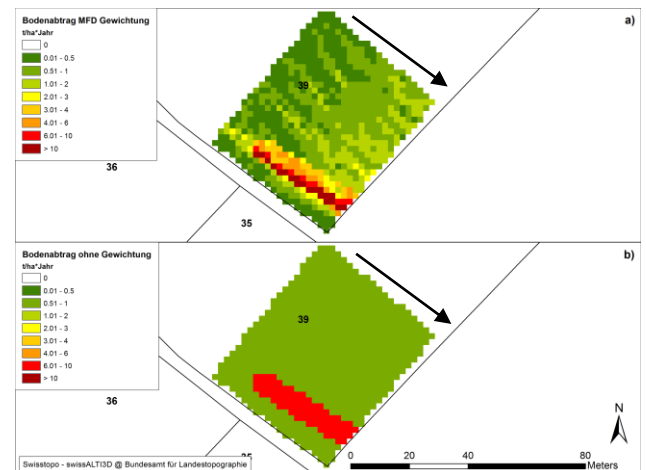 Bodenabtrag MFD Gewichtung
t/ha*Jahr
0
0.01 - 0.5
0.51 - 1
1.01 - 2
2.01 - 3
3.01 - 4
4.01 - 6
6.01 - 10
> 10
a)
39
36
35
Bodenabtrag ohne Gewichtung
t/ha*Jahr
0
0.01 - 0.5
0.51 - 1
1.01 - 2
2.01 - 3
3.01 - 4
4.01 - 6
6.01 - 10
> 10
b)
39
36
N
0 20 40 80
Meters
Swisstopo - swissALTI3D @ Bundesamt für Landestopographie